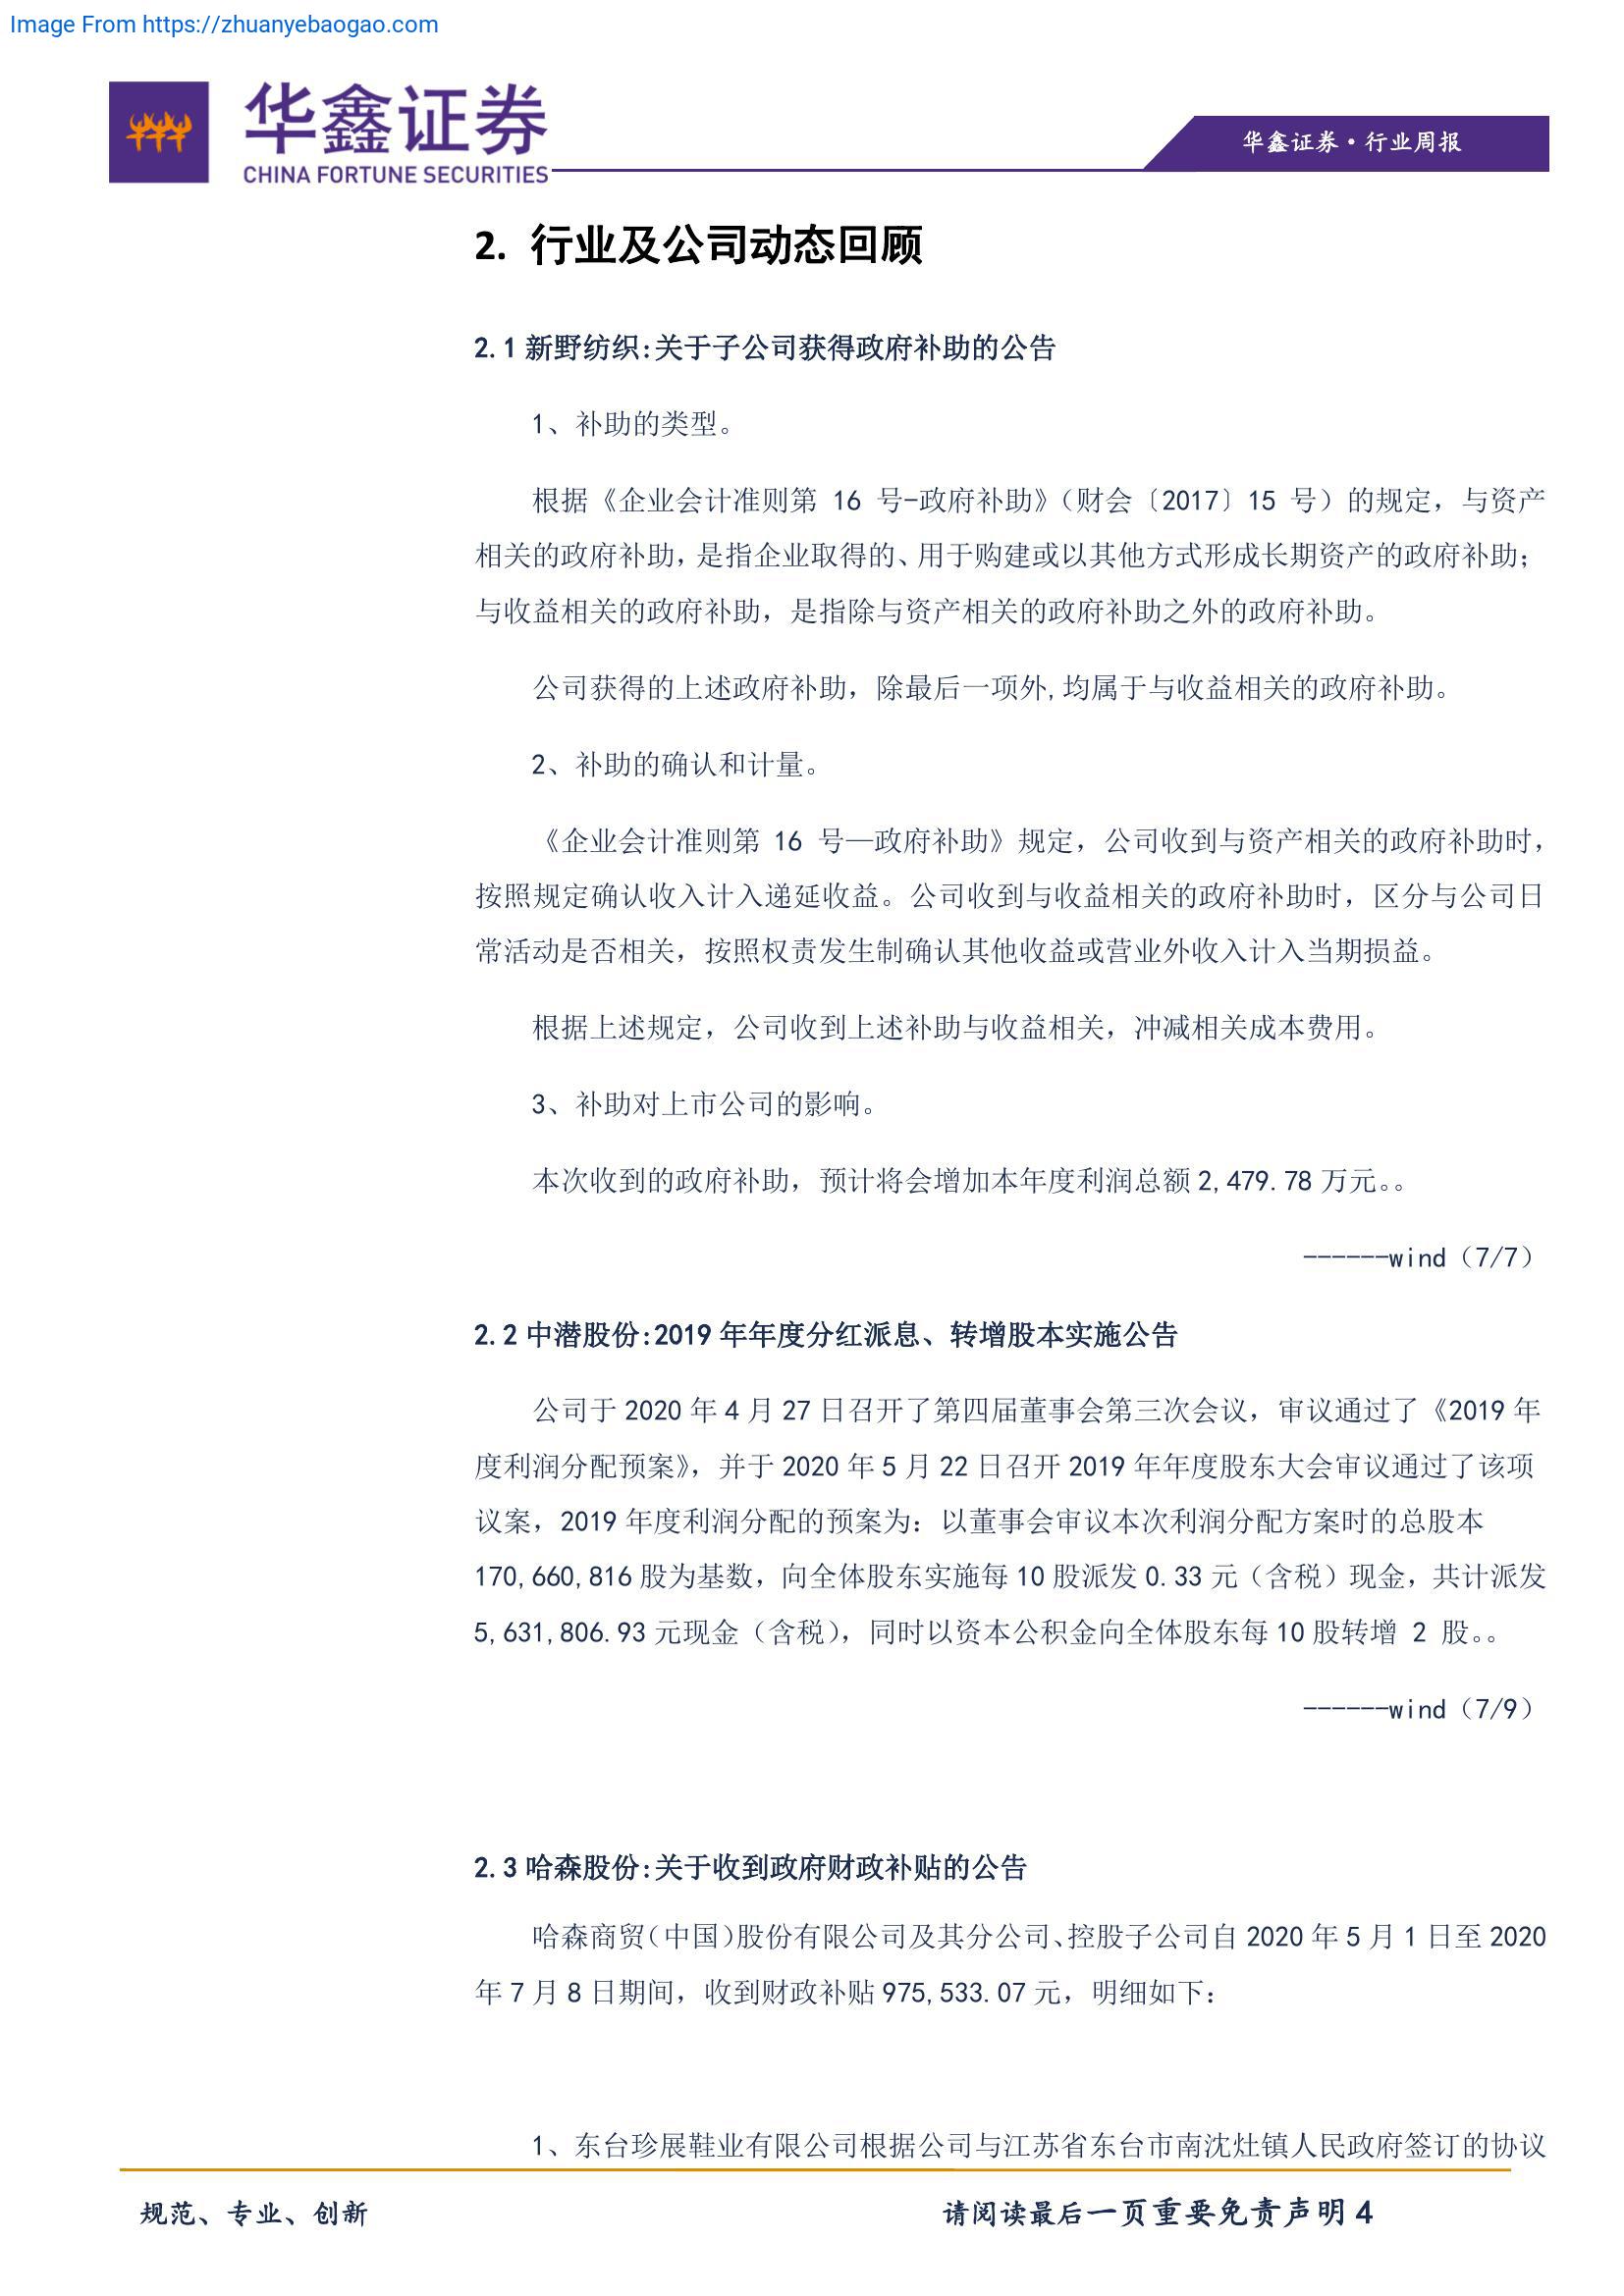 Image From https://zhuanyebaogao.com
华鑫证券
CHINA FORTUNE SECURITIES
华鑫证券·行业周报
2. 行业及公司动态回顾
2.1 新野纺织:关于子公司获得政府补助的公告
1、补助的类型。
根据《企业会计准则第 16 号-政府补助》（财会〔2017〕15 号）的规定，与资产
相关的政府补助，是指企业取得的、用于购建或以其他方式形成长期资产的政府补助；
与收益相关的政府补助，是指除与资产相关的政府补助之外的政府补助。
公司获得的上述政府补助，除最后一项外,均属于与收益相关的政府补助。
2、补助的确认和计量。
《企业会计准则第 16 号—政府补助》规定，公司收到与资产相关的政府补助时，
按照规定确认收入计入递延收益。公司收到与收益相关的政府补助时，区分与公司日
常活动是否相关，按照权责发生制确认其他收益或营业外收入计入当期损益。
根据上述规定，公司收到上述补助与收益相关，冲减相关成本费用。
3、补助对上市公司的影响。
本次收到的政府补助，预计将会增加本年度利润总额 2,479.78 万元。。
------wind（7/7）
2.2 中潜股份:2019 年年度分红派息、转增股本实施公告
公司于 2020 年 4 月 27 日召开了第四届董事会第三次会议，审议通过了《2019 年
度利润分配预案》，并于 2020 年 5 月 22 日召开 2019 年年度股东大会审议通过了该项
议案，2019 年度利润分配的预案为：以董事会审议本次利润分配方案时的总股本
170,660,816 股为基数，向全体股东实施每 10 股派发 0.33 元（含税）现金，共计派发
5,631,806.93 元现金（含税），同时以资本公积金向全体股东每 10 股转增 2 股。。
------wind（7/9）
2.3 哈森股份:关于收到政府财政补贴的公告
哈森商贸（中国）股份有限公司及其分公司、控股子公司自 2020 年 5 月 1 日至 2020
年 7 月 8 日期间，收到财政补贴 975,533.07 元，明细如下：
1、东台珍展鞋业有限公司根据公司与江苏省东台市南沈灶镇人民政府签订的协议
规范、专业、创新
请阅读最后一页重要免责声明 4